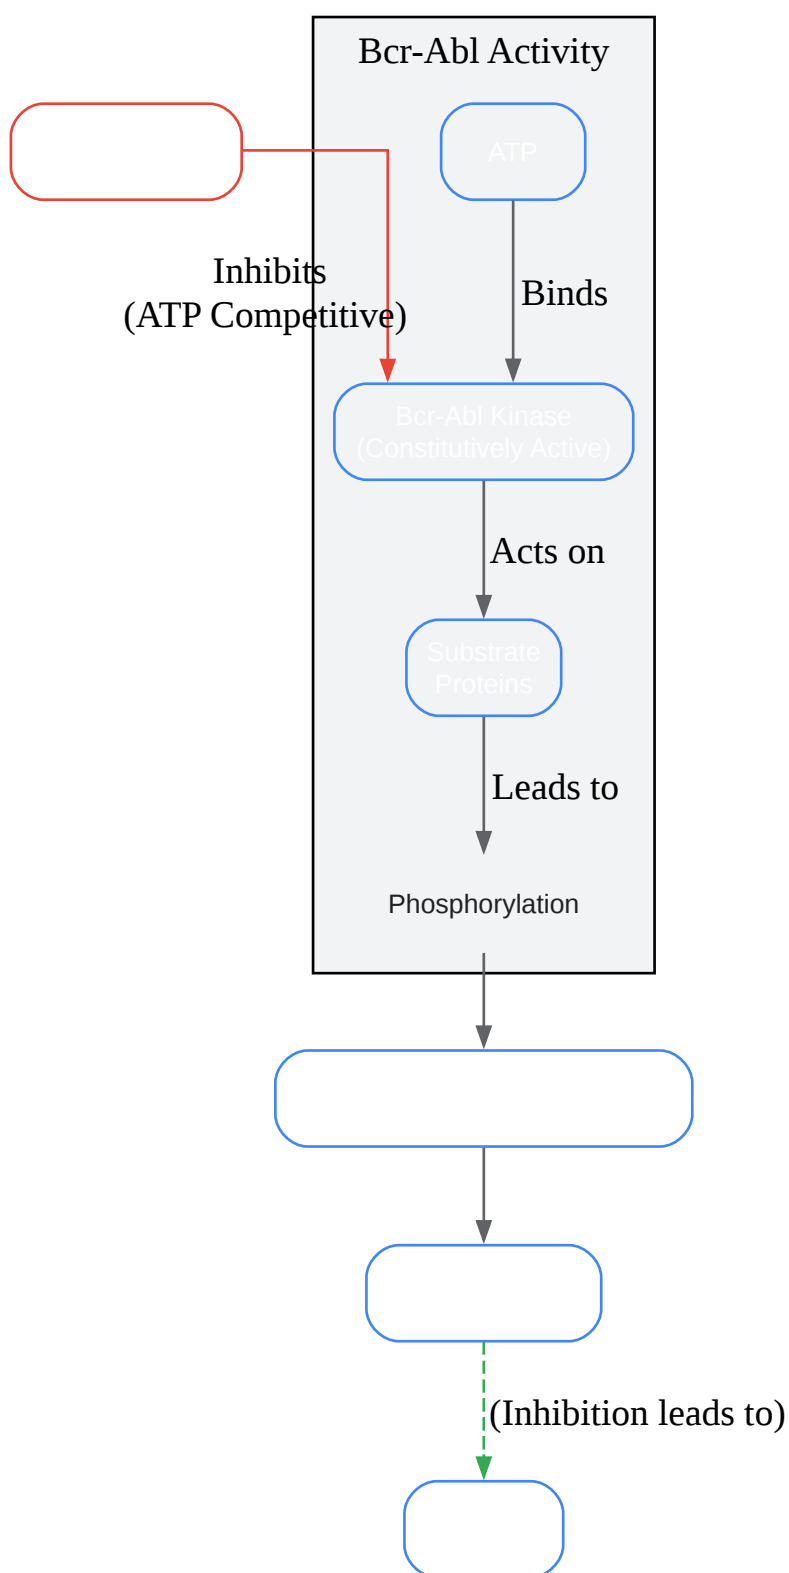 Bcr-Abl Activity
ATP
Inhibits
(ATP Competitive)
Binds
Bcr-Abl Kinase
(Constitutively Active)
Acts on
Substrate
Proteins
Leads to
Phosphorylation
(Inhibition leads to)